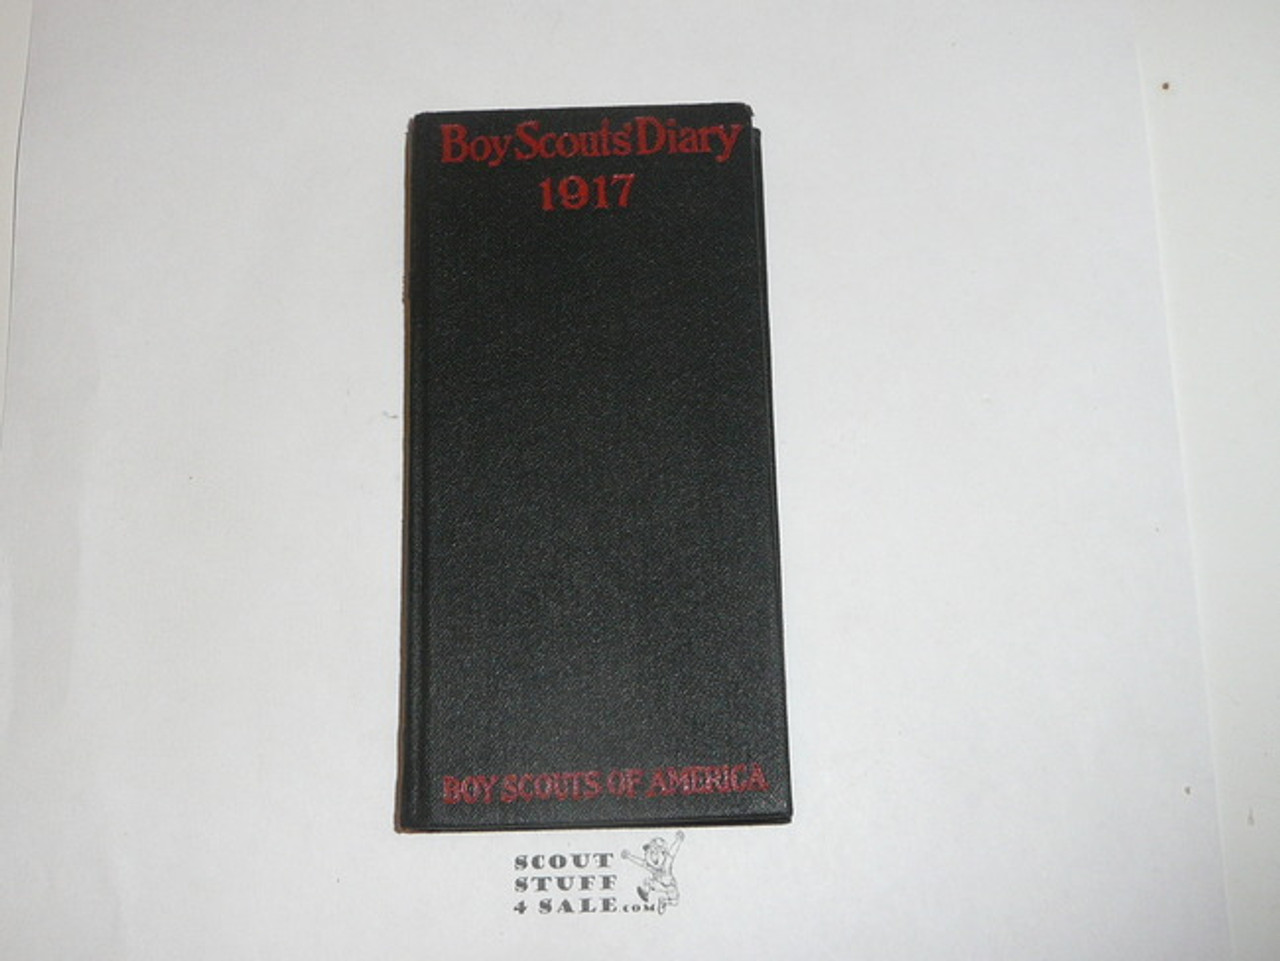 Boy Scouts' Diary
1917
BOY SCOUTS OF AMERICA
SCOUT
STUFF
4 SALE.COM